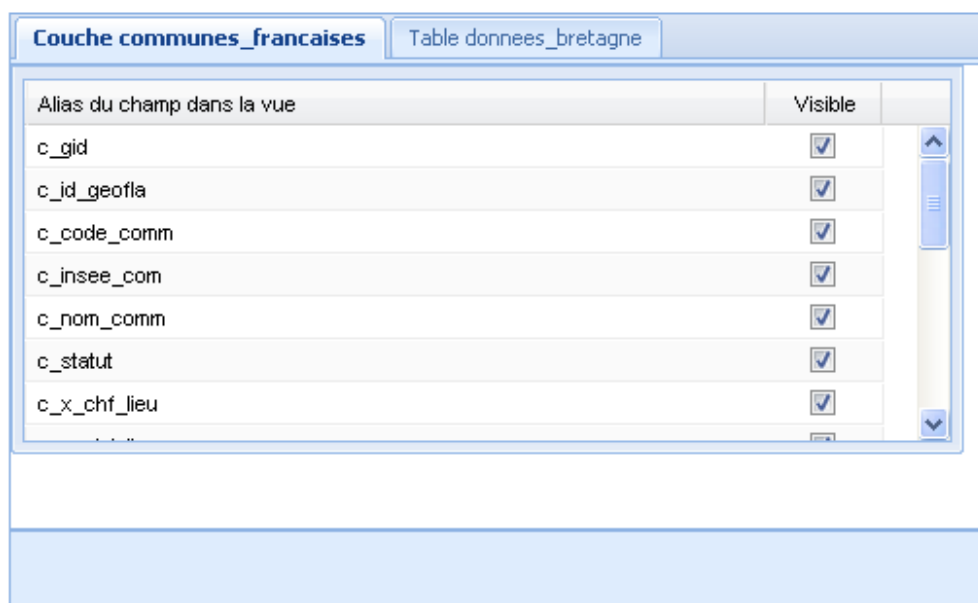 Couche communes_francaises Table donnees_bretagne
Alias du champ dans la vue Visible
c_gid
c_id_geofla
c_code_comm
c_insee_com
c_nom_comm
c_statut
c_x_chf_lieu